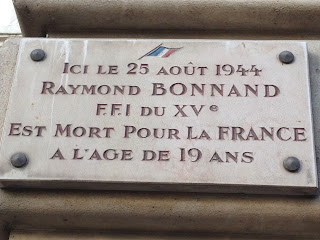 ICI LE 25 AOÛT 1944
RAYMOND BONNAND
F.F.I DU XVe
EST MORT POUR LA FRANCE
A L'AGE DE 19 ANS